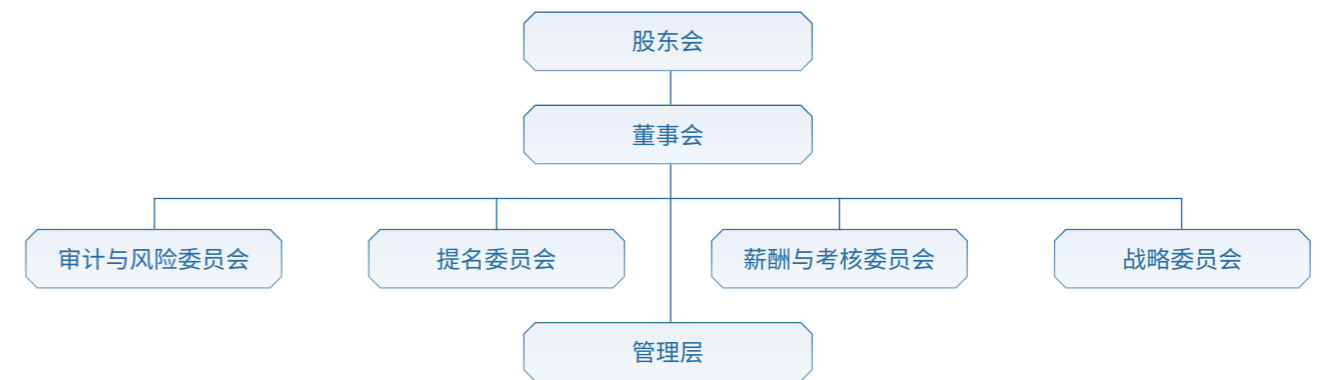 股东会
董事会
审计与风险委员会
提名委员会
薪酬与考核委员会
战略委员会
管理层